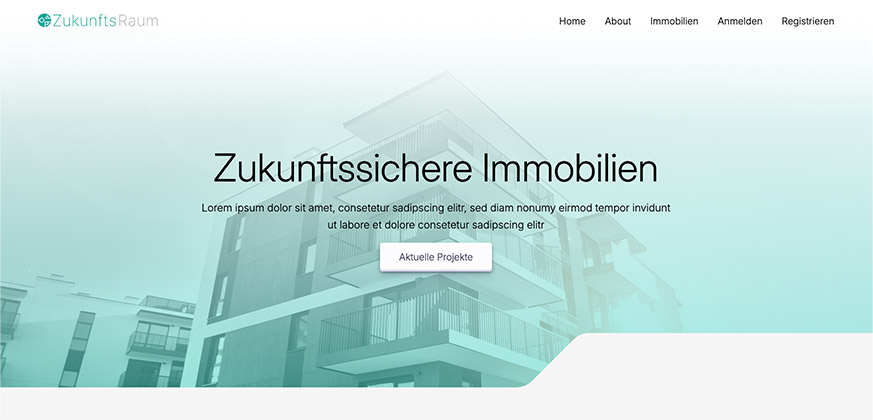 ZukunftsRaum
Home About Immobilien Anmelden Registrieren
Zukunftssichere Immobilien
Lorem ipsum dolor sit amet, consetetur sadipscing elitr, sed diam nonumy eirmod tempor invidunt
ut labore et dolore consetetur sadipscing elitr
Aktuelle Projekte